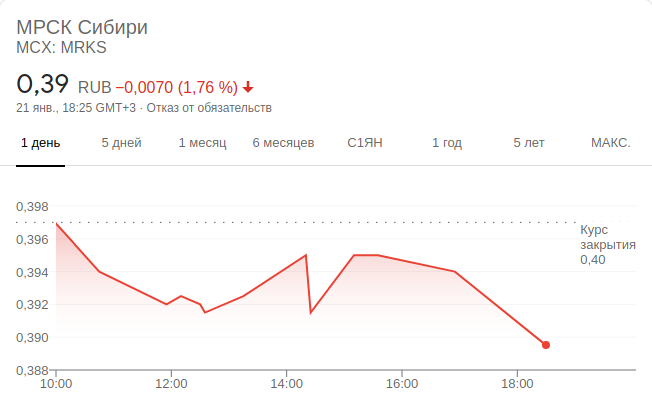 МРСК Сибири
MCX: MRKS
0,39 RUB −0,0070 (1,76 %)
21 янв., 18:25 GMT+3 · Отказ от обязательств
1 день 5 дней 1 месяц 6 месяцев С1ЯН 1 год 5 лет МАКС.
0,398
Курс
закрытия
0,40
0,396
0,394
0,392
0,390
0,388
10:00 12:00 14:00 16:00 18:00